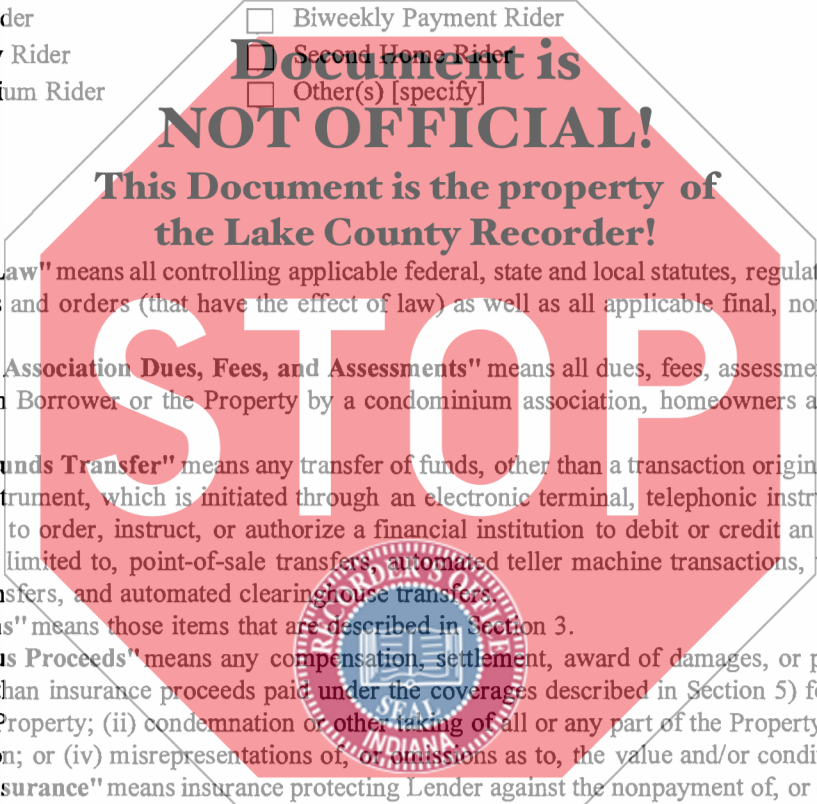 der ☐ Biweekly Payment Rider
Rider ☐ Second Home Rider
ium Rider ☐ Other(s) [specify]
Document is
NOT OFFICIAL!
This Document is the property of
the Lake County Recorder!
Law" means all controlling applicable federal, state and local statutes, regulat
and orders (that have the effect of law) as well as all applicable final, no
Association Dues, Fees, and Assessments" means all dues, fees, assessme
n Borrower or the Property by a condominium association, homeowners a
STOP
unds Transfer" means any transfer of funds, other than a transaction origin
trument, which is initiated through an electronic terminal, telephonic instr
to order, instruct, or authorize a financial institution to debit or credit an
limited to, point-of-sale transfers, automated teller machine transactions,
nsfers, and automated clearinghouse transfers.
ns" means those items that are described in Section 3.
us Proceeds" means any compensation, settlement, award of damages, or p
than insurance proceeds paid under the coverages described in Section 5) fo
Property; (ii) condemnation or other taking of all or any part of the Property
on; or (iv) misrepresentations of, or omissions as to, the value and/or condi
surance" means insurance protecting Lender against the nonpayment of, or
RECORDER'S OFFICE
SEAL
INDIANA